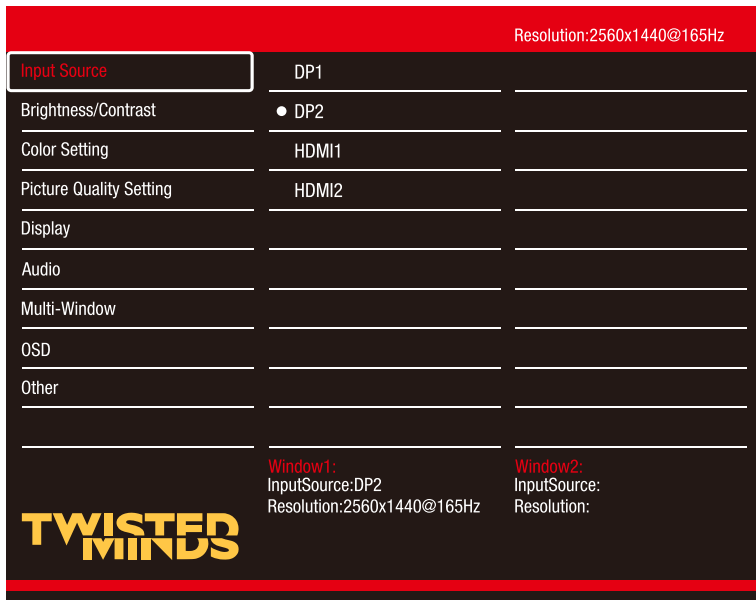 Resolution:2560x1440@165Hz
Input Source
DP1
Brightness/Contrast
DP2
Color Setting
HDMI1
Picture Quality Setting
HDMI2
Display
Audio
Multi-Window
OSD
Other
Window1:
InputSource:DP2
Resolution:2560x1440@165Hz
Window2:
InputSource:
Resolution:
TWISTED
MINDS